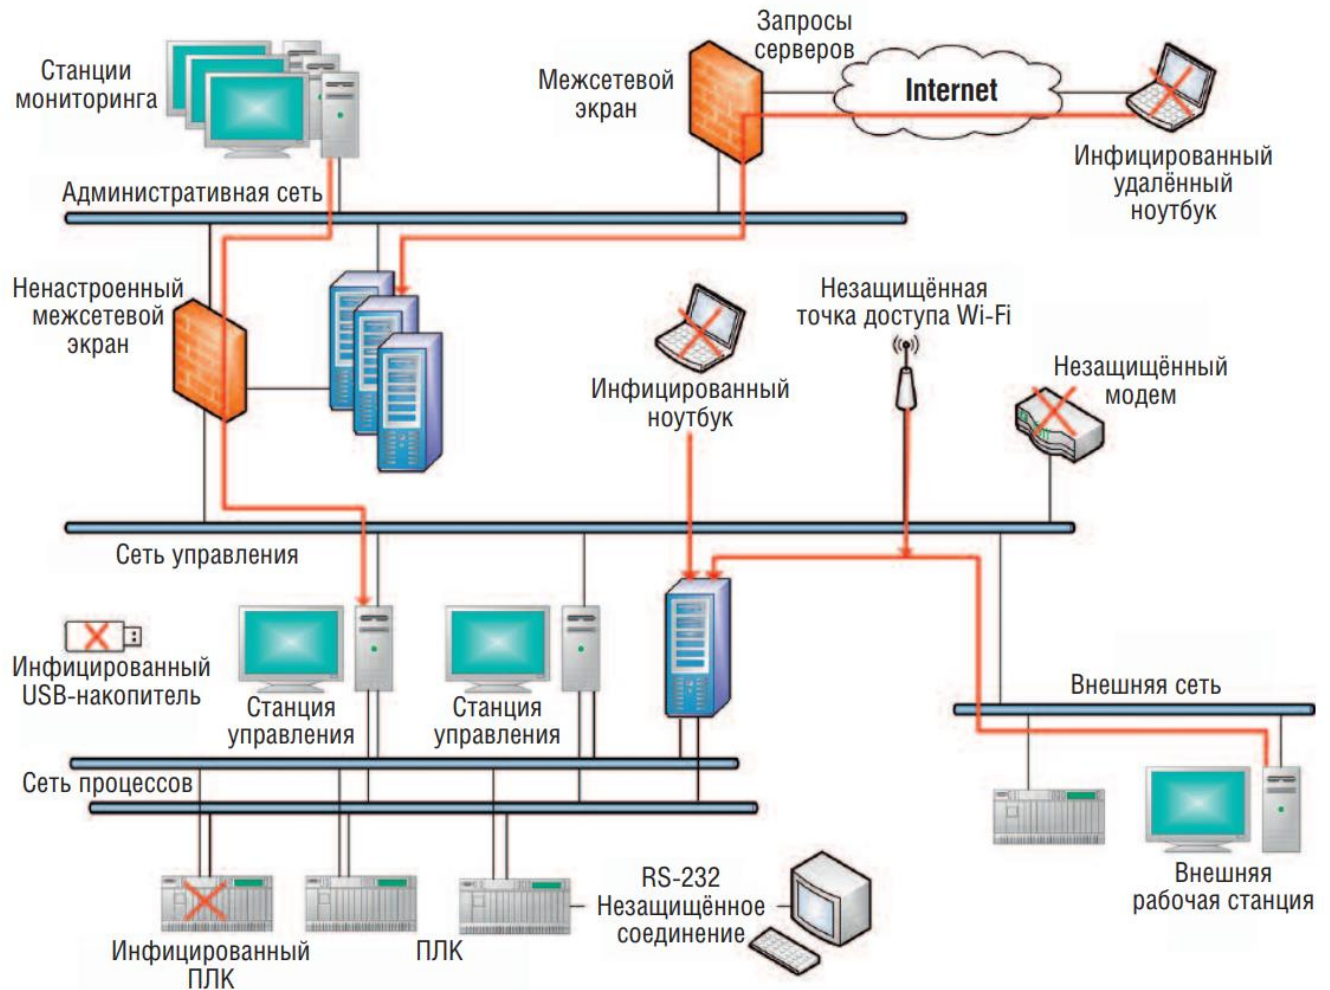 Запросы
серверов
Станции
мониторинга
Межсетевой
экран
Internet
Инфицированный
удалённый
ноутбук
Административная сеть
Ненастроенный
межсетевой
экран
Незащищённая
точка доступа Wi-Fi
Незащищённый
модем
Инфицированный
ноутбук
Сеть управления
Инфицированный
USB-накопитель
Станция
управления
Станция
управления
Внешняя сеть
Сеть процессов
RS-232
Незащищённое
соединение
Внешняя
рабочая станция
Инфицированный
ПЛК
ПЛК